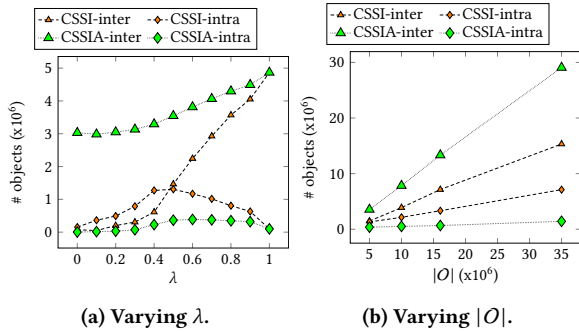 CSSI-inter CSSI-intra
CSSIA-inter CSSIA-intra
5
4
3
2
1
0
# objects (x10⁶)
0 0.2 0.4 0.6 0.8 1
λ
(a) Varying λ.
CSSI-inter CSSI-intra
CSSIA-inter CSSIA-intra
30
20
10
0
# objects (x10⁶)
5 10 15 20 25 30 35
|O| (x10⁶)
(b) Varying |O|.